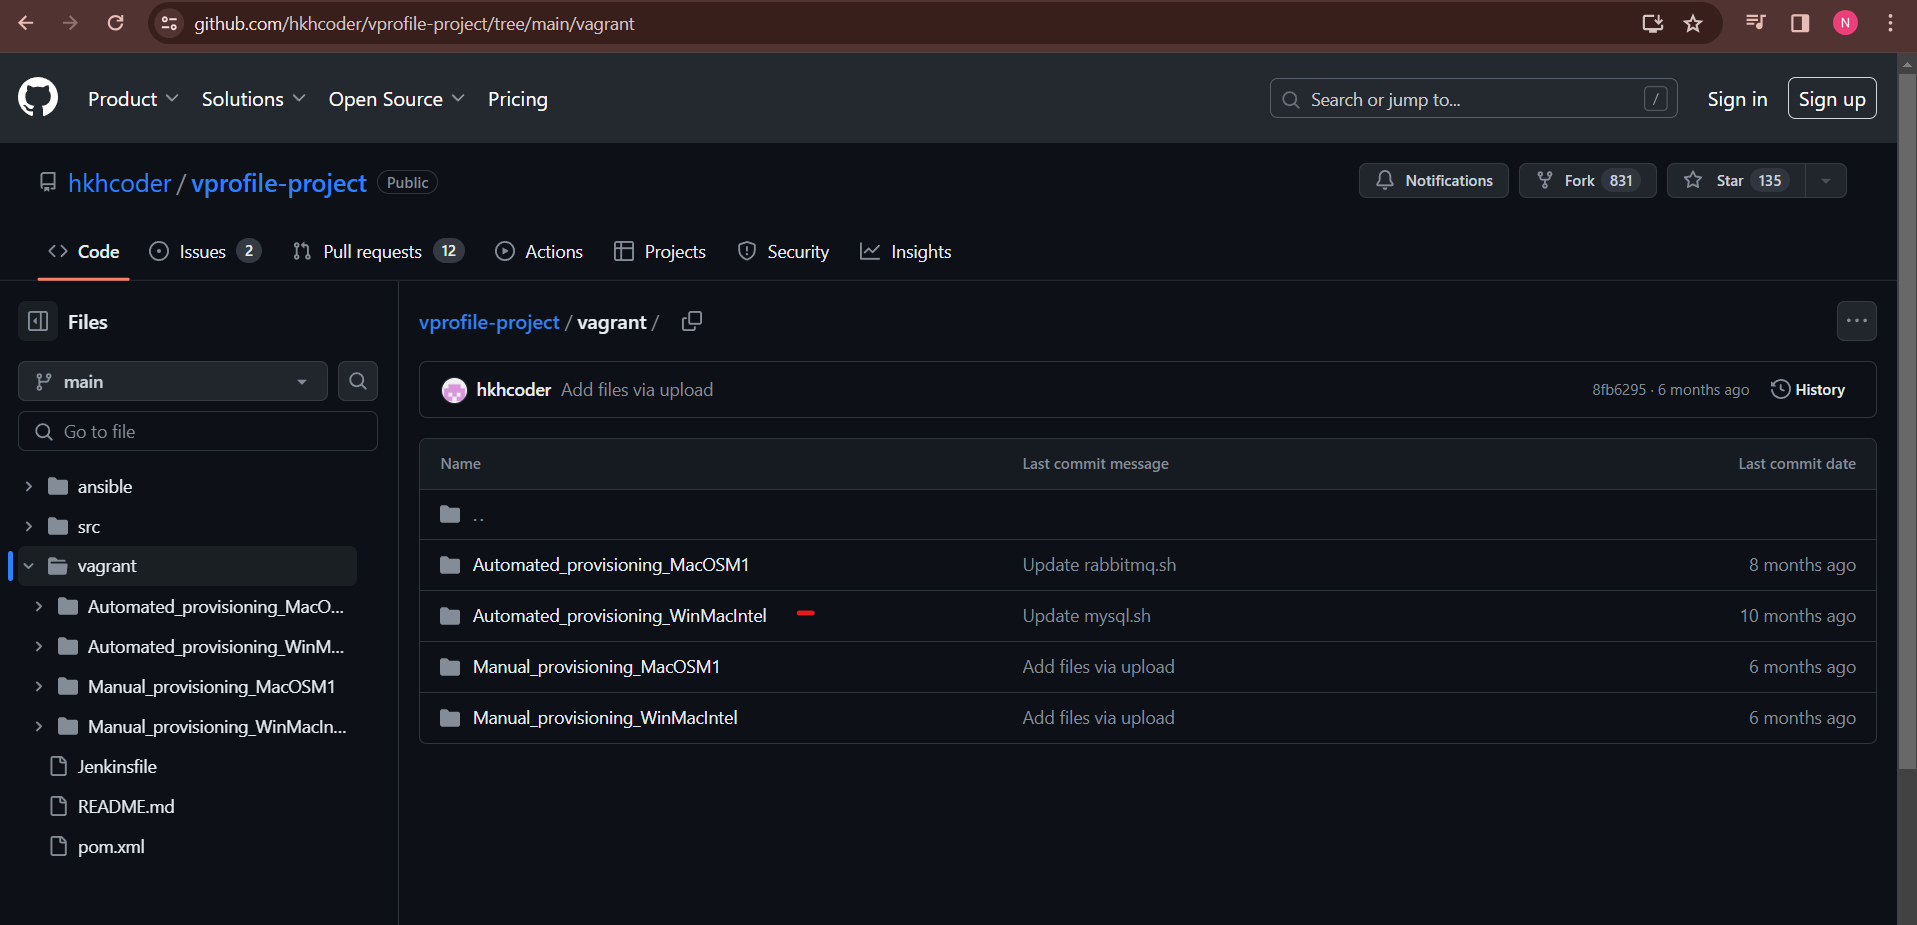 github.com/hkhcoder/vprofile-project/tree/main/vagrant
N
Product Solutions Open Source Pricing
Search or jump to... /
Sign in
Sign up
hkhcoder / vprofile-project Public
Notifications
Fork 831
Star 135
Code
Issues 2
Pull requests 12
Actions
Projects
Security
Insights
Files
main
Go to file
ansible
src
vagrant
Automated_provisioning_MacO...
Automated_provisioning_WinM...
Manual_provisioning_MacOSM1
Manual_provisioning_WinMacIn...
Jenkinsfile
README.md
pom.xml
vprofile-project / vagrant /
hkhcoder Add files via upload 8fb6295 · 6 months ago History
Name Last commit message Last commit date
..
Automated_provisioning_MacOSM1 Update rabbitmq.sh 8 months ago
Automated_provisioning_WinMacIntel Update mysql.sh 10 months ago
Manual_provisioning_MacOSM1 Add files via upload 6 months ago
Manual_provisioning_WinMacIntel Add files via upload 6 months ago